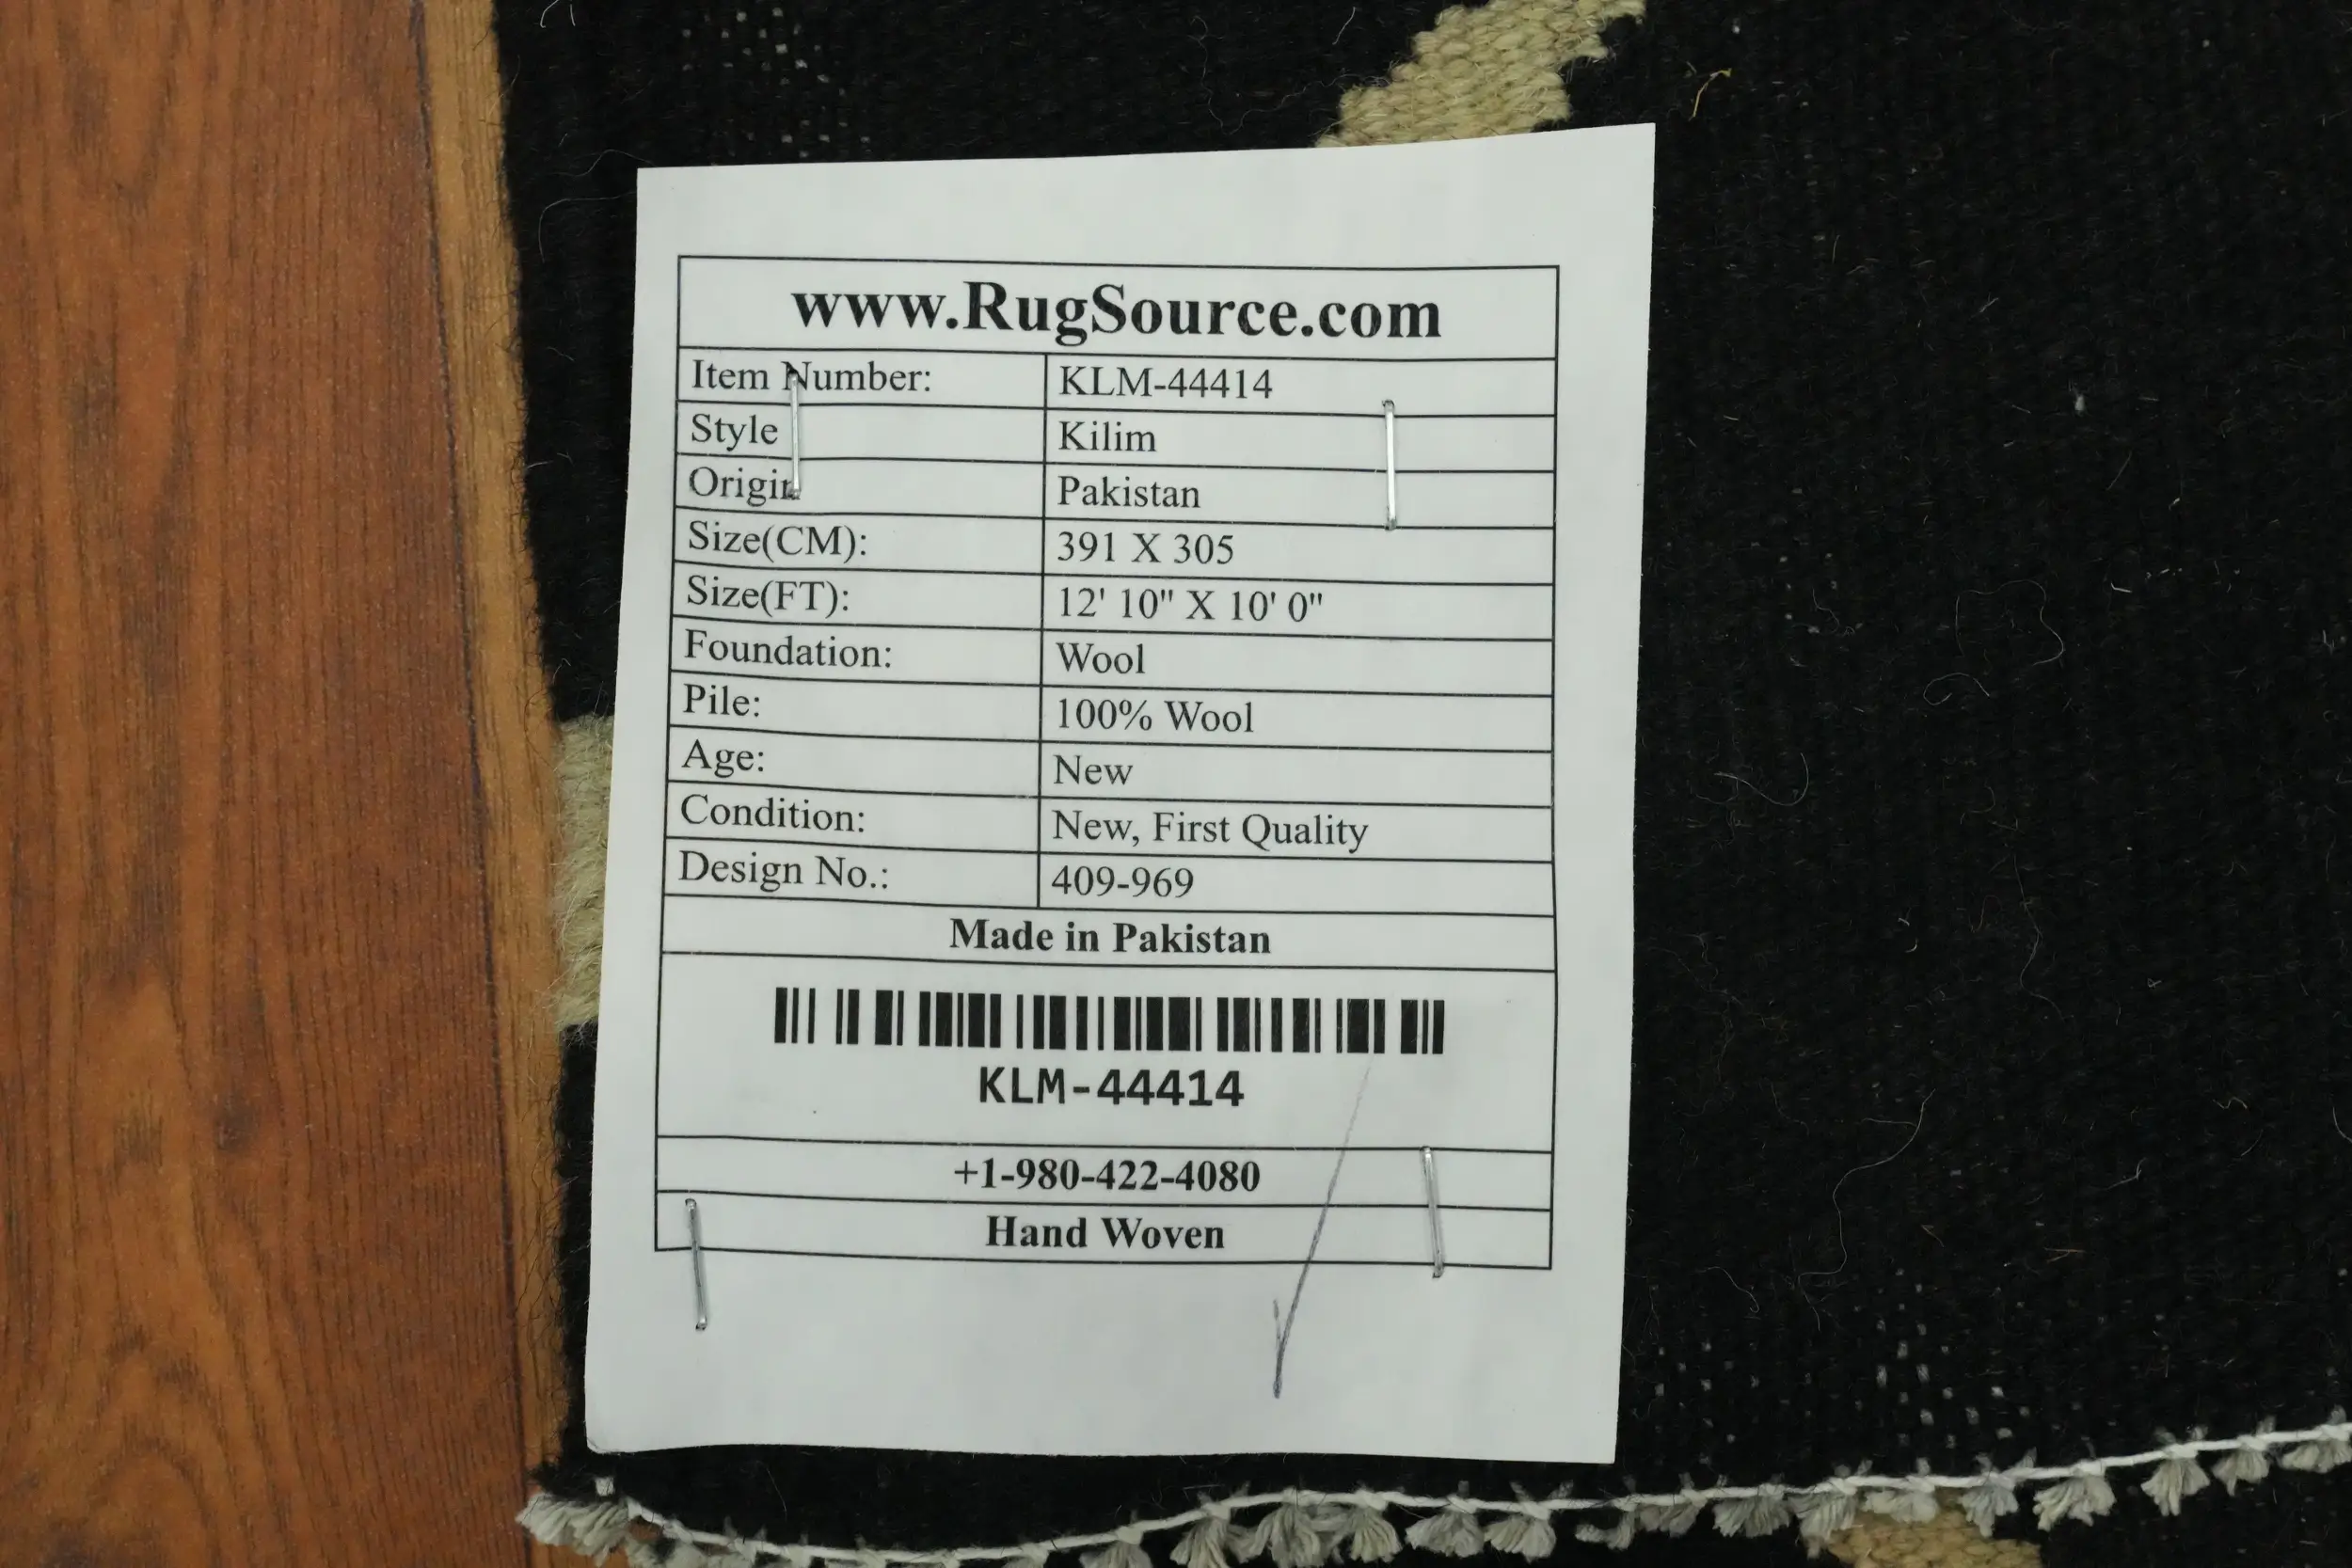 www.RugSource.com
Item Number: KLM-44414
Style Kilim
Origin Pakistan
Size(CM): 391 X 305
Size(FT): 12' 10" X 10' 0"
Foundation: Wool
Pile: 100% Wool
Age: New
Condition: New, First Quality
Design No.: 409-969
Made in Pakistan
KLM-44414
+1-980-422-4080
Hand Woven